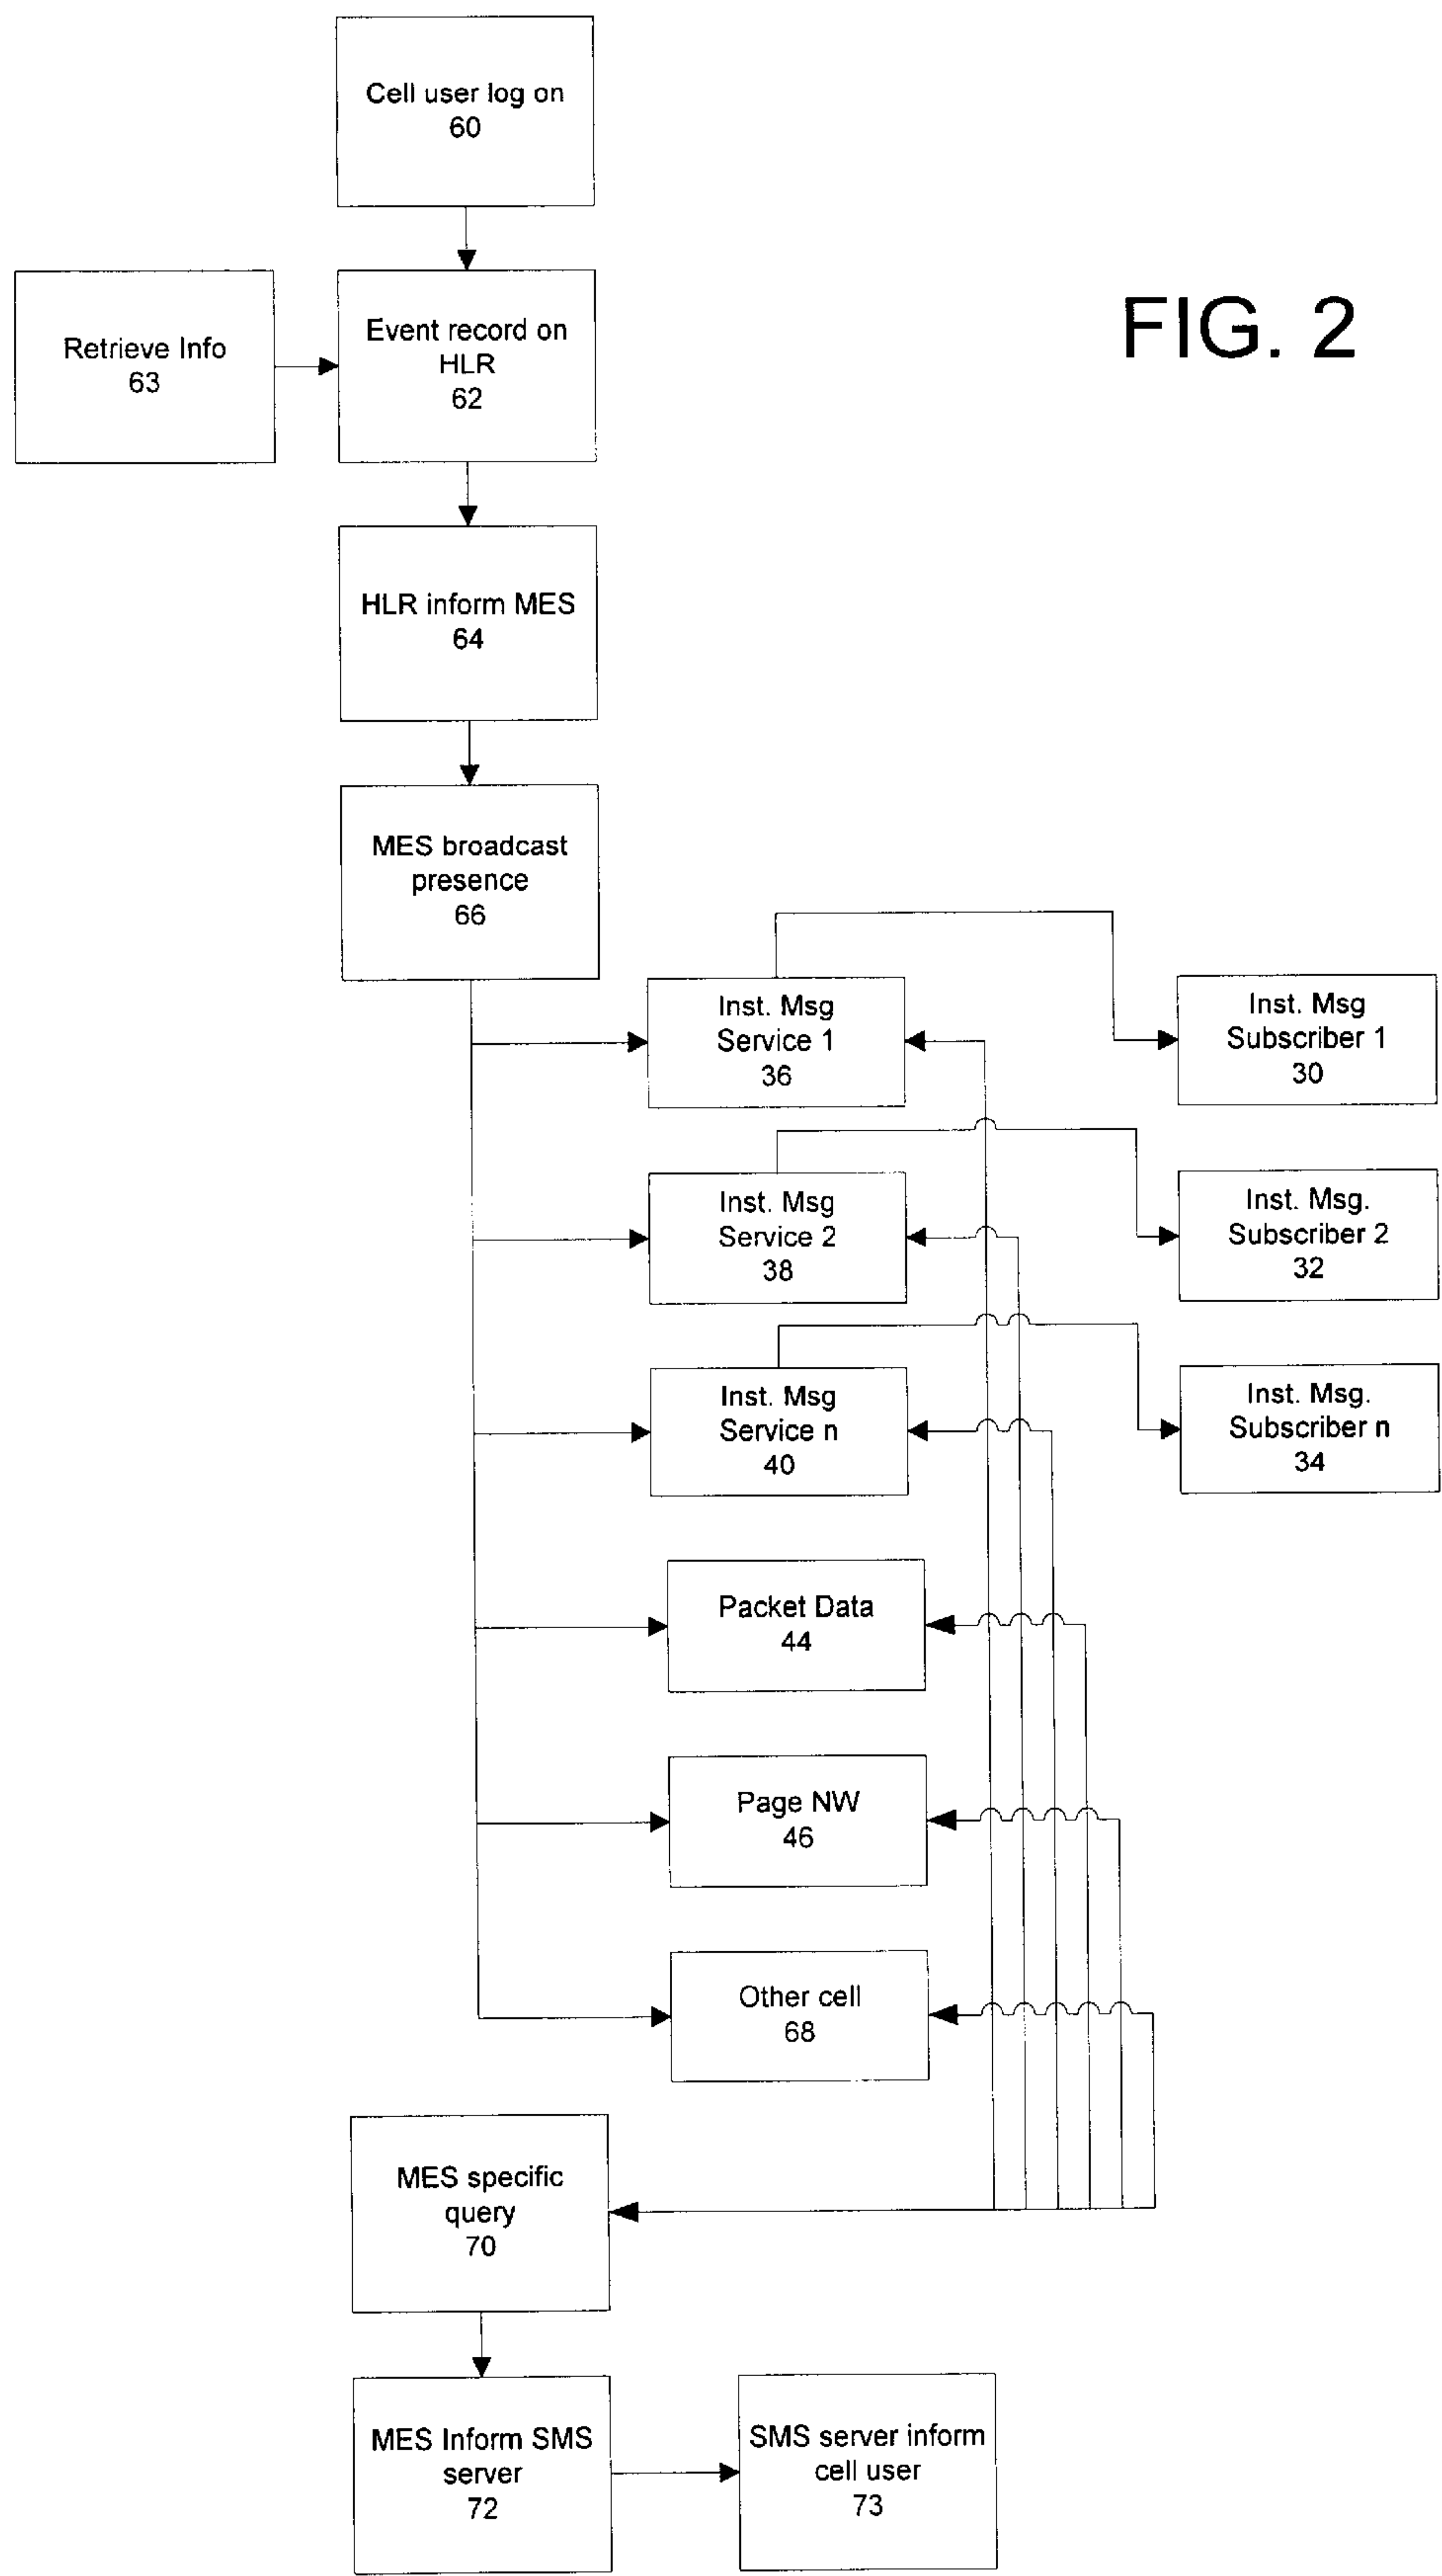 Cell user log on
60
Retrieve Info
63
Event record on
HLR
62
FIG. 2
HLR inform MES
64
MES broadcast
presence
66
Inst. Msg
Service 1
36
Inst. Msg
Subscriber 1
30
Inst. Msg
Service 2
38
Inst. Msg.
Subscriber 2
32
Inst. Msg
Service n
40
Inst. Msg.
Subscriber n
34
Packet Data
44
Page NW
46
Other cell
68
MES specific
query
70
MES Inform SMS
server
72
SMS server inform
cell user
73